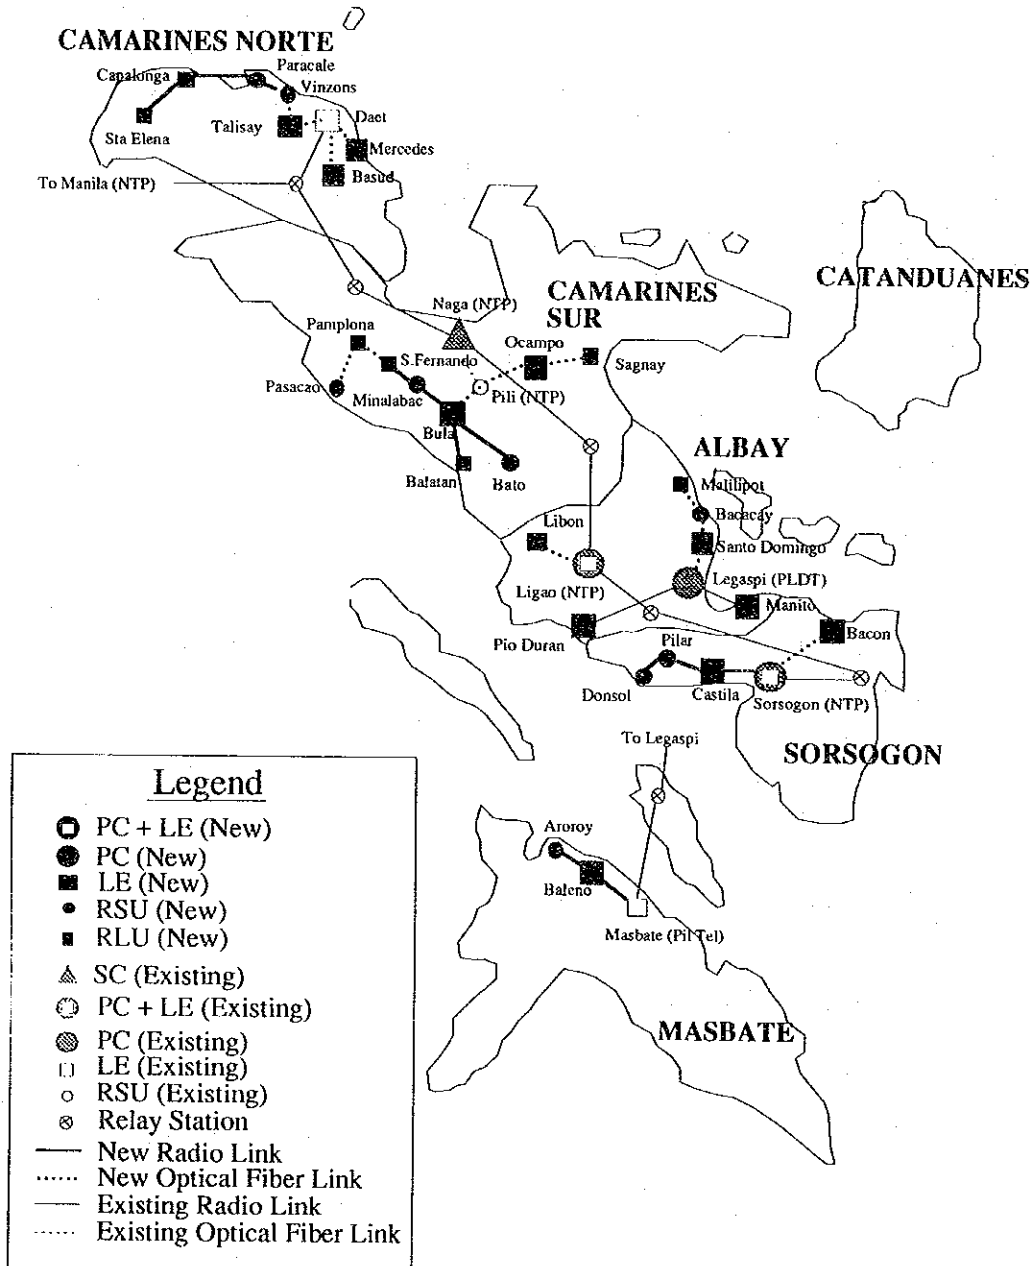 CAMARINES NORTE
Capalonga
Paracale
Vinzons
Sta Elena
Talisay
Daet
Mercedes
Basud
To Manila (NTP)
CATANDUANES
CAMARINES
SUR
Naga (NTP)
Pamplona
Ocampo
S.Fernando
Sagnay
Pasacao
Minalabac
Pili (NTP)
Bula
ALBAY
Balatan
Bato
Malilipot
Bacacay
Libon
Santo Domingo
Ligao (NTP)
Legaspi (PLDT)
Manito
Pio Duran
Pilar
Bacon
Donsol
Castila
Sorsogon (NTP)
To Legaspi
SORSOGON
Aroroy
Baleno
Masbate (Pil Tel)
MASBATE
Legend
PC + LE (New)
PC (New)
LE (New)
RSU (New)
RLU (New)
SC (Existing)
PC + LE (Existing)
PC (Existing)
LE (Existing)
RSU (Existing)
Relay Station
New Radio Link
New Optical Fiber Link
Existing Radio Link
Existing Optical Fiber Link